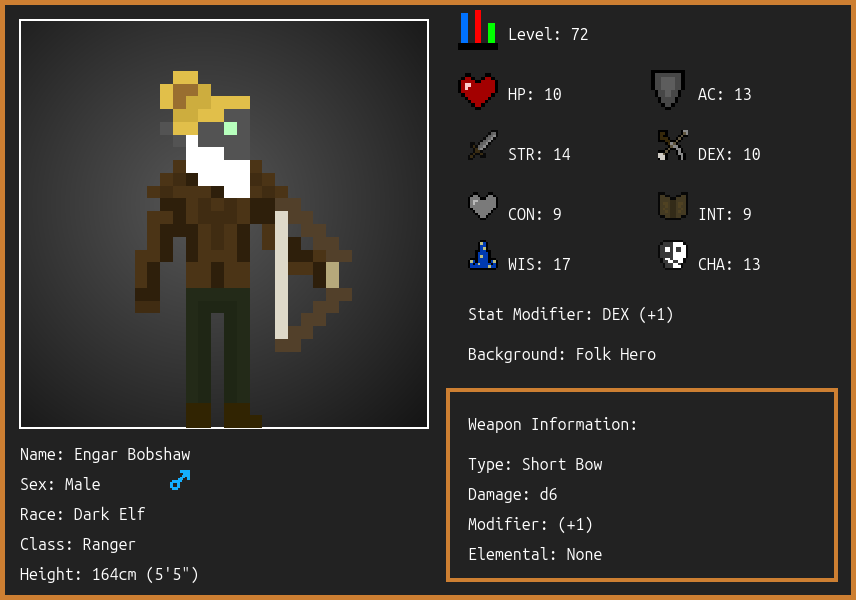 Level: 72
HP: 10
AC: 13
STR: 14
DEX: 10
CON: 9
INT: 9
WIS: 17
CHA: 13
Stat Modifier: DEX (+1)
Background: Folk Hero
Weapon Information:
Type: Short Bow
Damage: d6
Modifier: (+1)
Elemental: None
Name: Engar Bobshaw
Sex: Male
Race: Dark Elf
Class: Ranger
Height: 164cm (5'5")